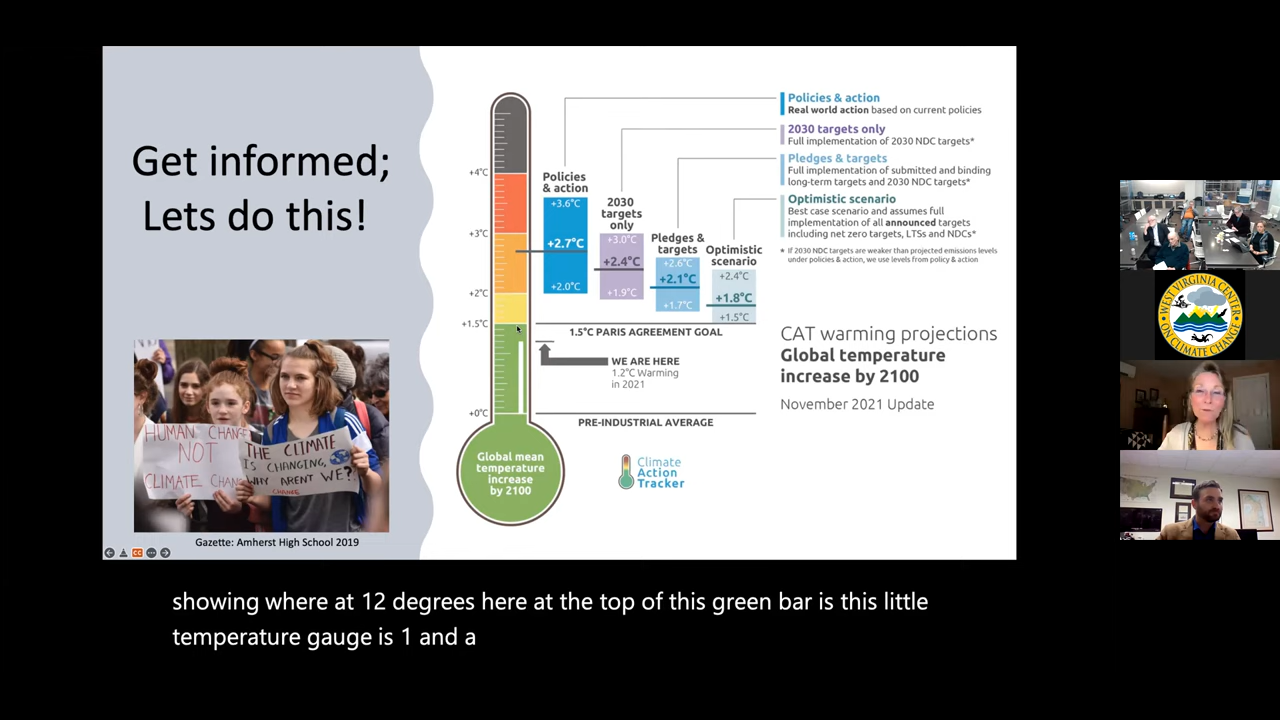 Get informed;
Lets do this!
HUMAN CHANGE
NOT
CLIMATE CHANG
THE CLIMATE
IS CHANGING,
WHY ARENT WE?
CHANGE
Gazette: Amherst High School 2019
CC
+4°C
+3°C
+2°C
+1.5°C
+0°C
Global mean
temperature
increase
by 2100
Policies
& action
+3.6°C
+2.7°C
+2.0°C
2030
targets
only
+3.0°C
+2.4°C
+1.9°C
Pledges &
targets
+2.6°C
+2.1°C
+1.7°C
Optimistic
scenario
+2.4°C
+1.8°C
+1.5°C
1.5°C PARIS AGREEMENT GOAL
WE ARE HERE
1.2°C Warming
in 2021
PRE-INDUSTRIAL AVERAGE
Climate
Action
Tracker
Policies & action
Real world action based on current policies
2030 targets only
Full implementation of 2030 NDC targets*
Pledges & targets
Full implementation of submitted and binding
long-term targets and 2030 NDC targets*
Optimistic scenario
Best case scenario and assumes full
implementation of all announced targets
including net zero targets, LTSs and NDCs*
* If 2030 NDC targets are weaker than projected emissions levels
under policies & action, we use levels from policy & action
CAT warming projections
Global temperature
increase by 2100
November 2021 Update
WEST VIRGINIA CENTER
ON CLIMATE CHANGE
showing where at 12 degrees here at the top of this green bar is this little
temperature gauge is 1 and a